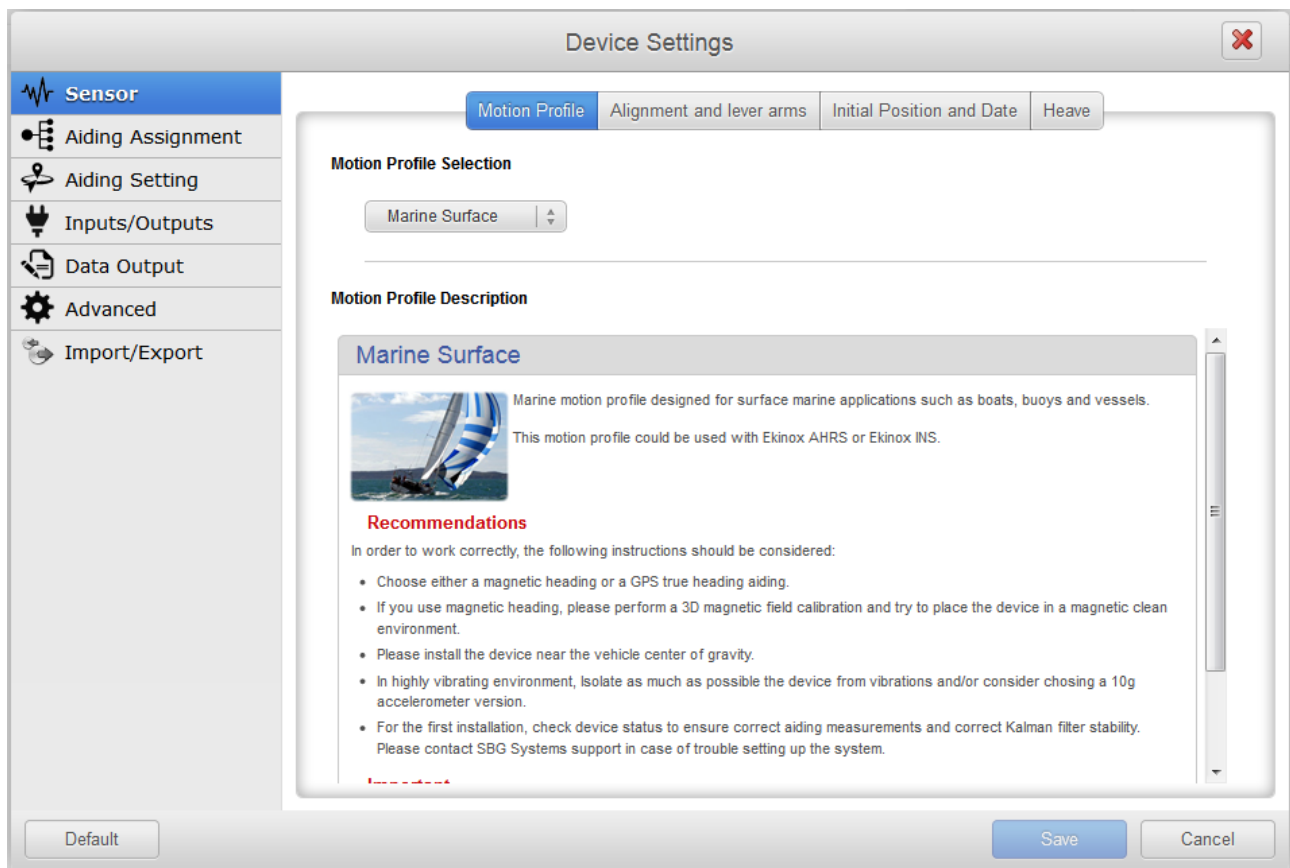 Device Settings
Sensor
Aiding Assignment
Aiding Setting
Inputs/Outputs
Data Output
Advanced
Import/Export
Motion Profile
Alignment and lever arms
Initial Position and Date
Heave
Motion Profile Selection
Marine Surface
Motion Profile Description
Marine Surface
Marine motion profile designed for surface marine applications such as boats, buoys and vessels.
This motion profile could be used with Ekinox AHRS or Ekinox INS.
Recommendations
In order to work correctly, the following instructions should be considered:
• Choose either a magnetic heading or a GPS true heading aiding.
• If you use magnetic heading, please perform a 3D magnetic field calibration and try to place the device in a magnetic clean
environment.
• Please install the device near the vehicle center of gravity.
• In highly vibrating environment, Isolate as much as possible the device from vibrations and/or consider chosing a 10g
accelerometer version.
• For the first installation, check device status to ensure correct aiding measurements and correct Kalman filter stability.
Please contact SBG Systems support in case of trouble setting up the system.
Important
Default
Save
Cancel